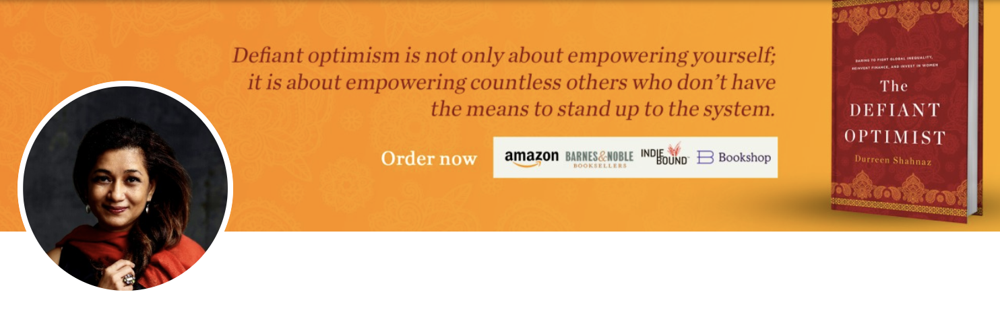 Defiant optimism is not only about empowering yourself;
it is about empowering countless others who don’t have
the means to stand up to the system.
Order now
amazon
BARNES&NOBLE
BOOKSELLERS
INDIE
BOUND
Bookshop
DARING TO FIGHT GLOBAL INEQUALITY,
REINVENT FINANCE, AND INVEST IN WOMEN
The
DEFIANT
OPTIMIST
Durreen Shahnaz